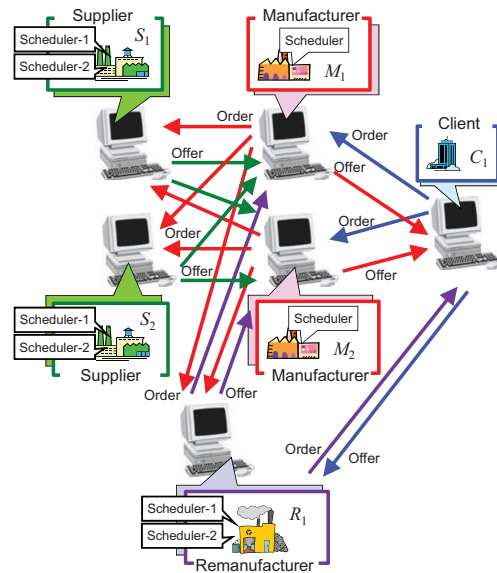 Supplier
Manufacturer
Scheduler-1
S1
Scheduler-2
Scheduler
M1
Client
C1
Order
Order
Offer
Offer
Order
Order
Offer
Offer
Scheduler-1
S2
Scheduler-2
Supplier
Scheduler
M2
Manufacturer
Order
Offer
Order
Offer
Scheduler-1
R1
Scheduler-2
Remanufacturer